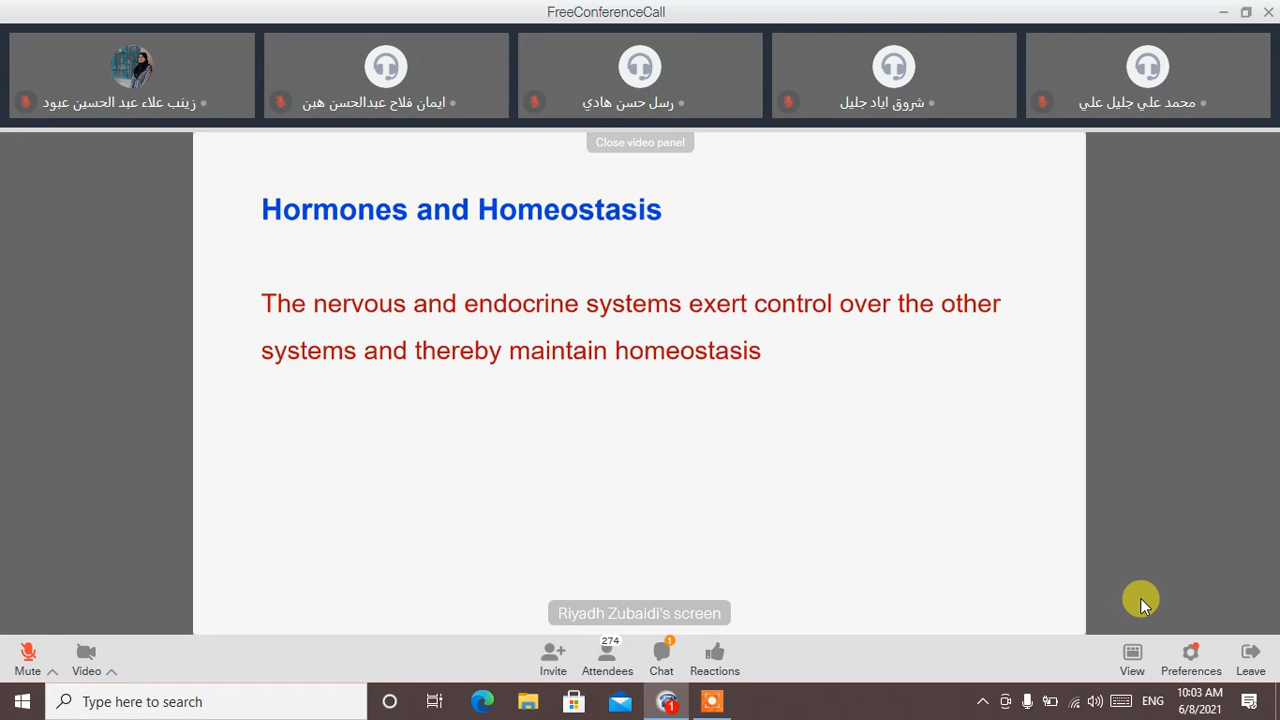 FreeConferenceCall
زينب علاء عبد الحسين عبود
ايمان فلاح عبدالحسن هبن
رسل حسن هادي
شروق اياد جليل
محمد علي جليل علي
Close video panel
Hormones and Homeostasis
The nervous and endocrine systems exert control over the other
systems and thereby maintain homeostasis
Riyadh Zubaidi's screen
Mute
Video
Invite
274
Attendees
1
Chat
Reactions
View
Preferences
Leave
Type here to search
1
ENG
10:03 AM
6/8/2021